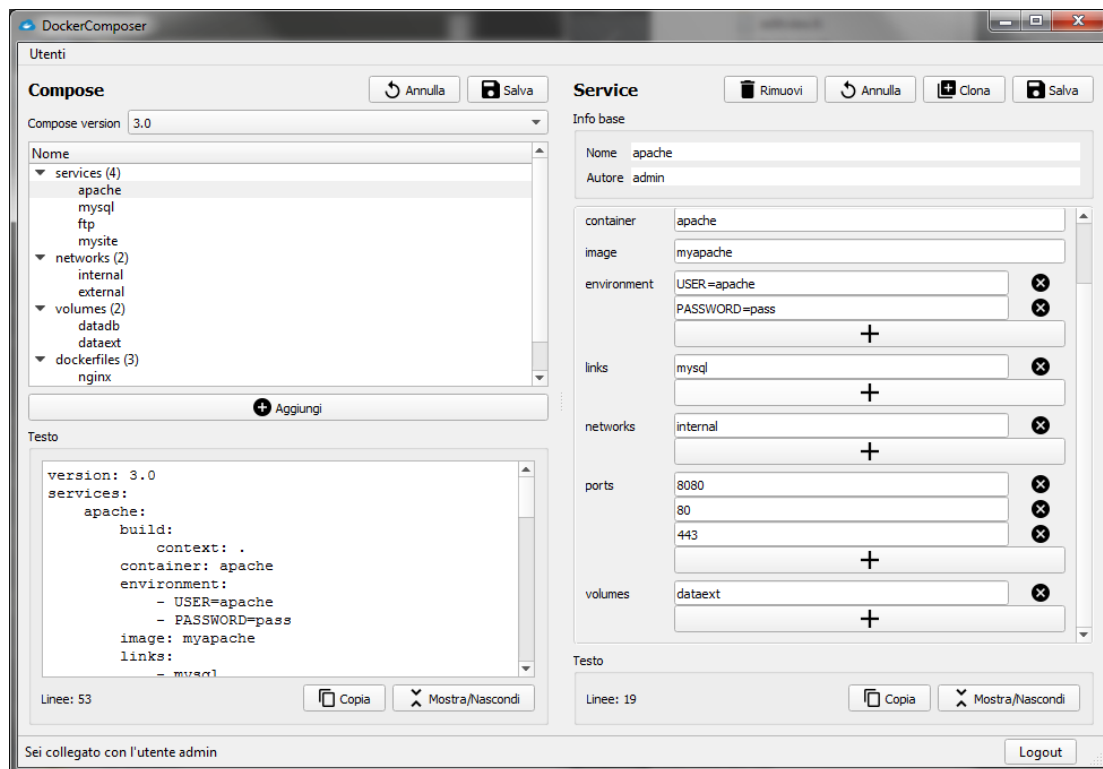 DockerComposer
Utenti
Compose
Annulla
Salva
Compose version 3.0
Nome
services (4)
apache
mysql
ftp
mysite
networks (2)
internal
external
volumes (2)
datadb
dataext
dockerfiles (3)
nginx
Aggiungi
Testo
version: 3.0
services:
apache:
build:
context: .
container: apache
environment:
- USER=apache
- PASSWORD=pass
image: myapache
links:
- mysql
Linee: 53
Copia
Mostra/Nascondi
Service
Rimuovi
Annulla
Clona
Salva
Info base
Nome apache
Autore admin
container apache
image myapache
environment USER=apache
PASSWORD=pass
links mysql
networks internal
ports 8080
80
443
volumes dataext
Testo
Linee: 19
Copia
Mostra/Nascondi
Sei collegato con l'utente admin
Logout